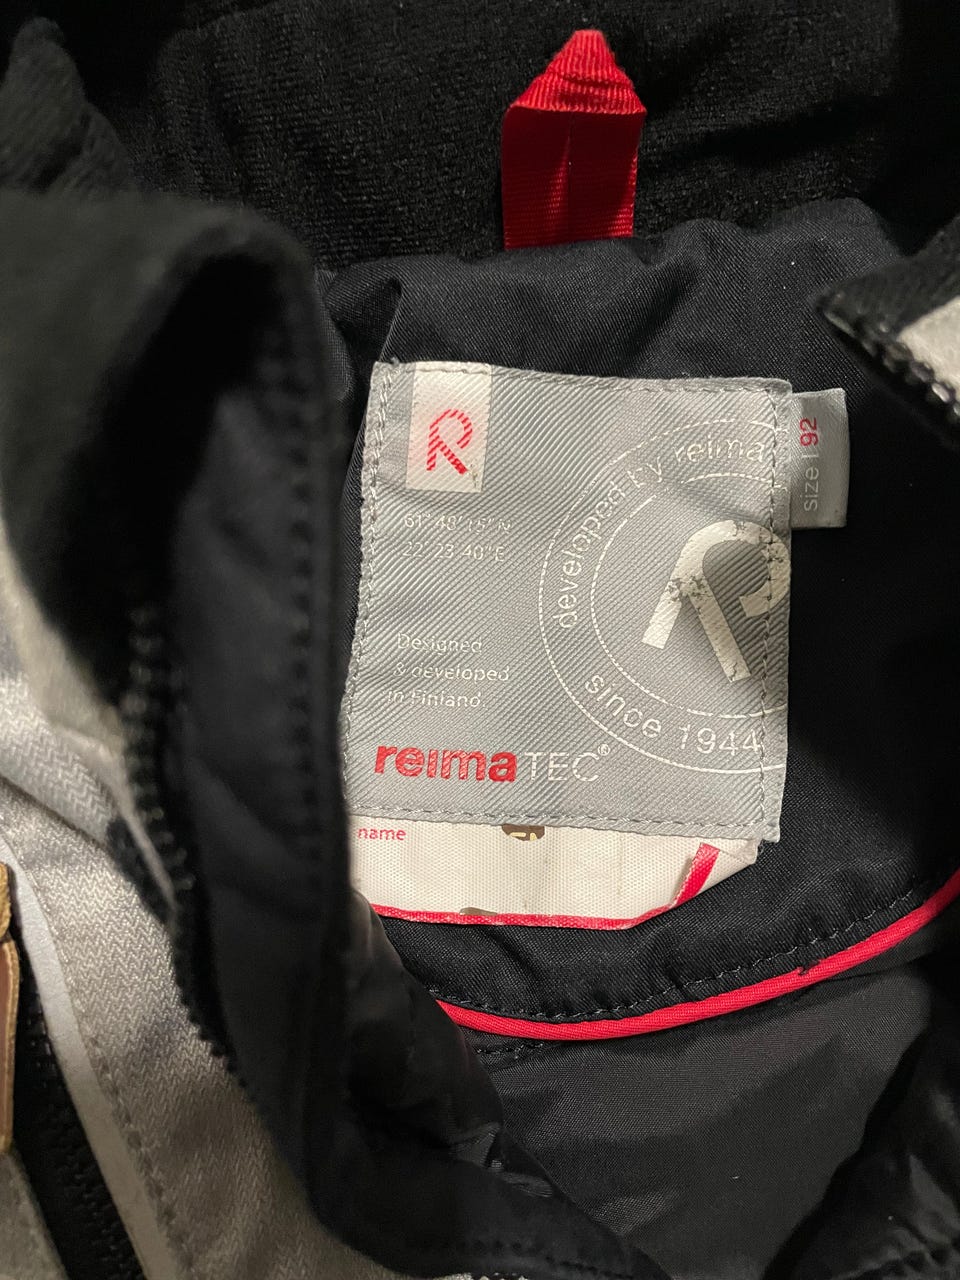 R
61°48'15"N
22°23'40"E
Designed
& developed
in Finland
reimaTEC®
developed by reima
R
since 1944
size | 92
name